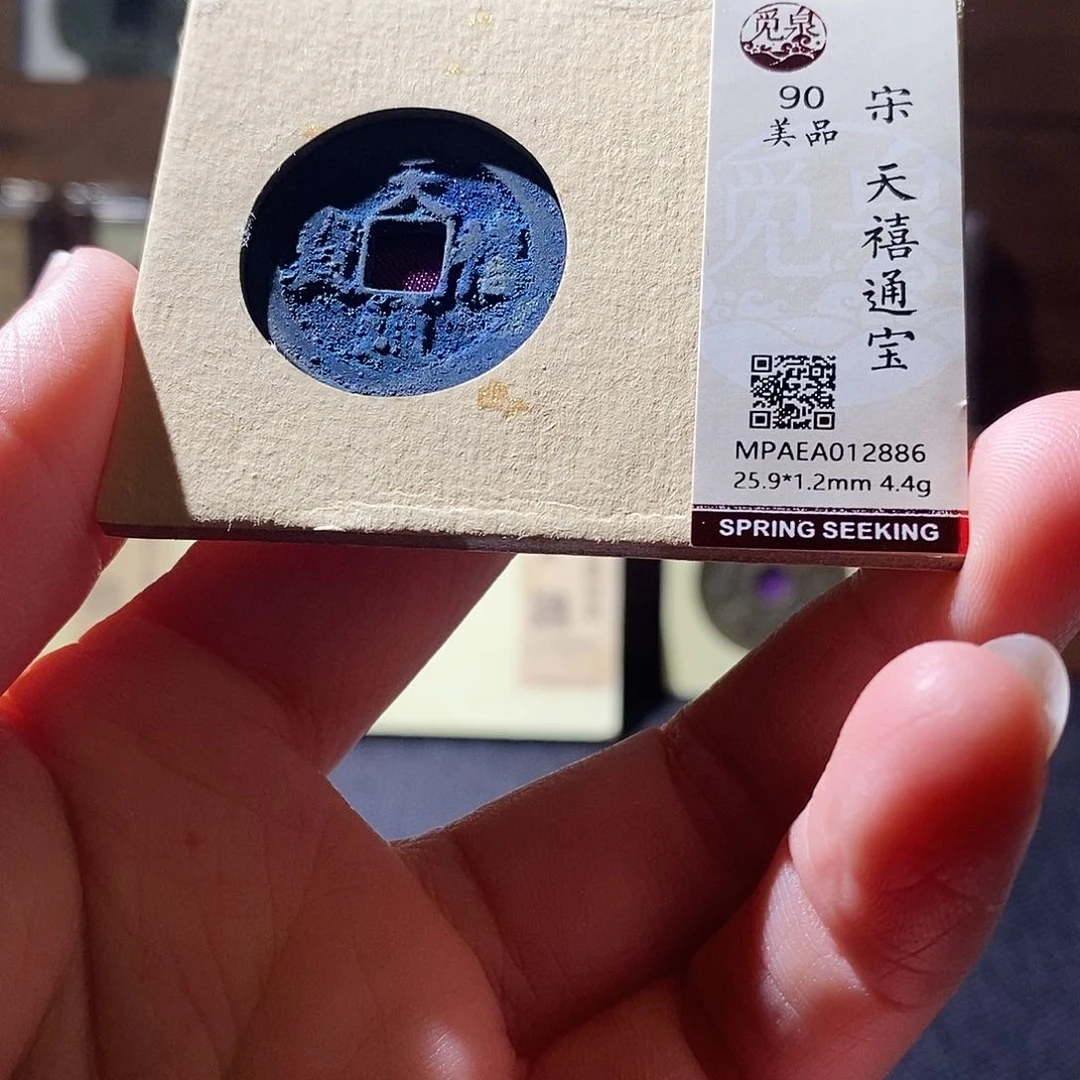 觅泉
90
美品
宋 天禧通宝
MPAEA012886
25.9*1.2mm 4.4g
SPRING SEEKING
天